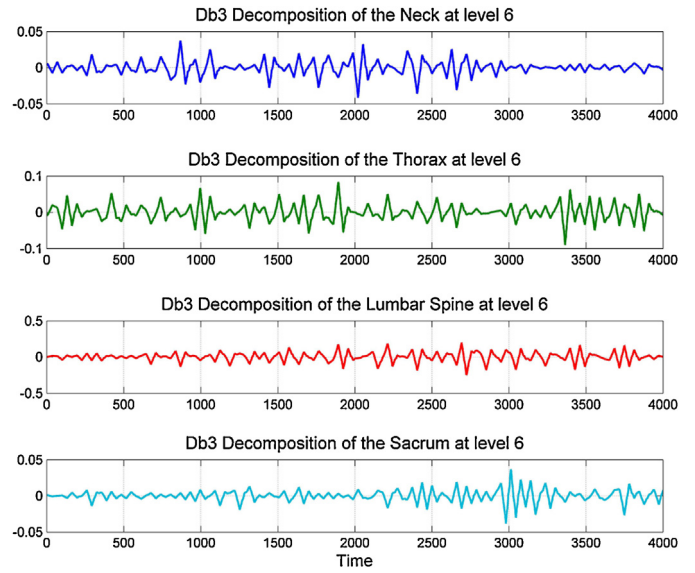 Db3 Decomposition of the Neck at level 6
0.05
0
-0.05
0 500 1000 1500 2000 2500 3000 3500 4000
Db3 Decomposition of the Thorax at level 6
0.1
0
-0.1
0 500 1000 1500 2000 2500 3000 3500 4000
Db3 Decomposition of the Lumbar Spine at level 6
0.5
0
-0.5
0 500 1000 1500 2000 2500 3000 3500 4000
Db3 Decomposition of the Sacrum at level 6
0.05
0
-0.05
0 500 1000 1500 2000 2500 3000 3500 4000
Time